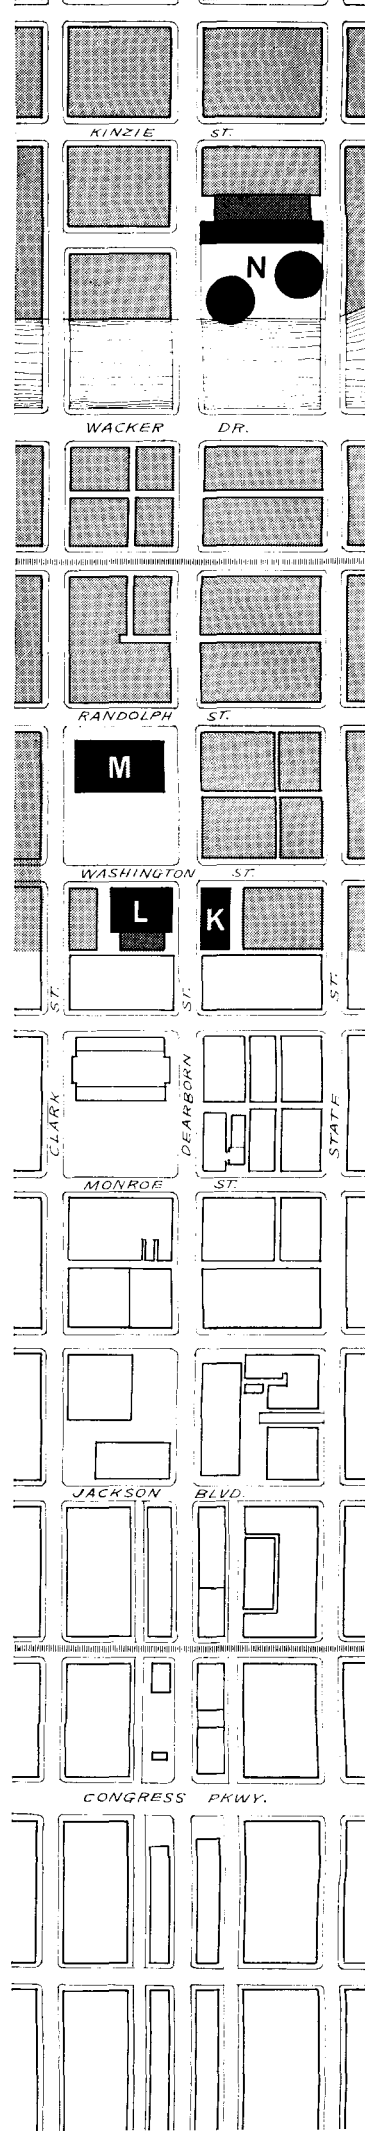 KINZIE ST.
N
WACKER DR.
RANDOLPH ST.
M
WASHINGTON ST.
L K
CLARK ST.
DEARBORN ST.
STATE ST.
MONROE ST.
JACKSON BLVD.
CONGRESS PKWY.